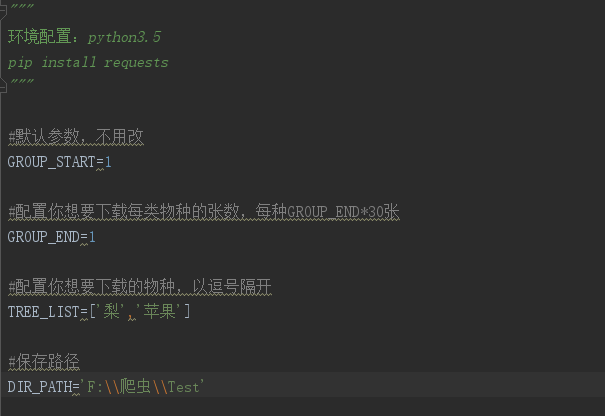 """
环境配置：python3.5
pip install requests
"""
#默认参数，不用改
GROUP_START=1
#配置你想要下载每类物种的张数，每种GROUP_END*30张
GROUP_END=1
#配置你想要下载的物种，以逗号隔开
TREE_LIST=['梨','苹果']
#保存路径
DIR_PATH='F:\\爬虫\\Test'